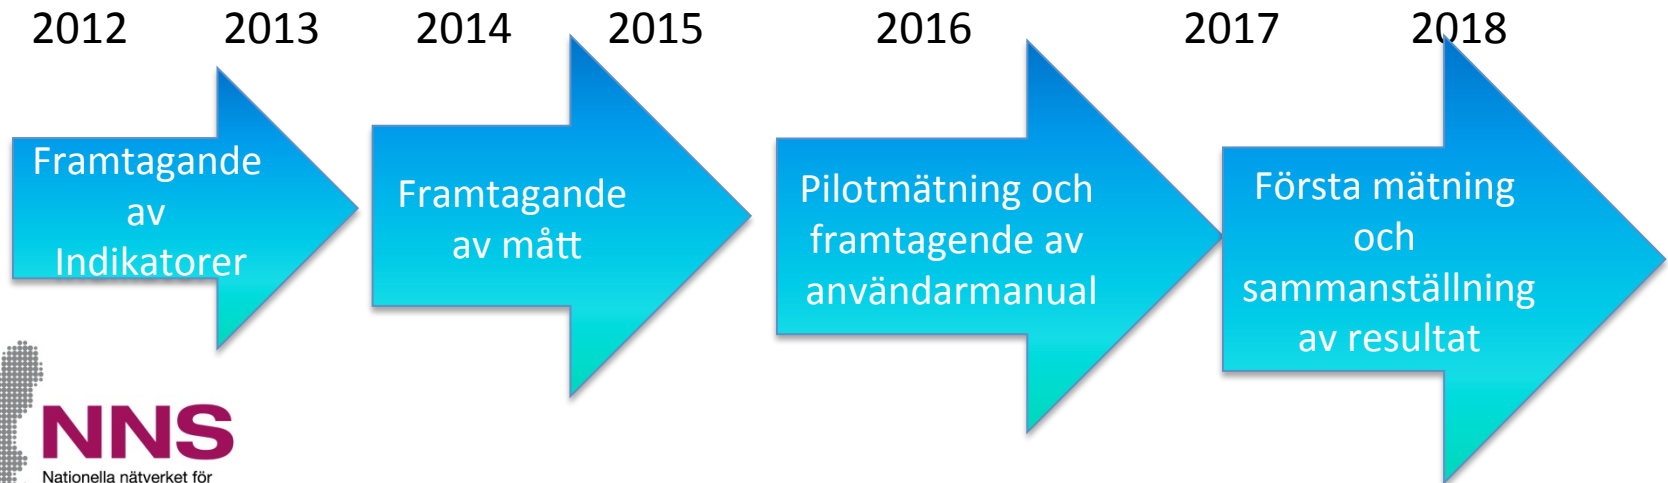 2012 2013 2014 2015 2016 2017 2018
Framtagande
av
Indikatorer
Framtagande
av mått
Pilotmätning och
framtagende av
användarmanual
Första mätning
och
sammanställning
av resultat
NNS
Nationella nätverket för